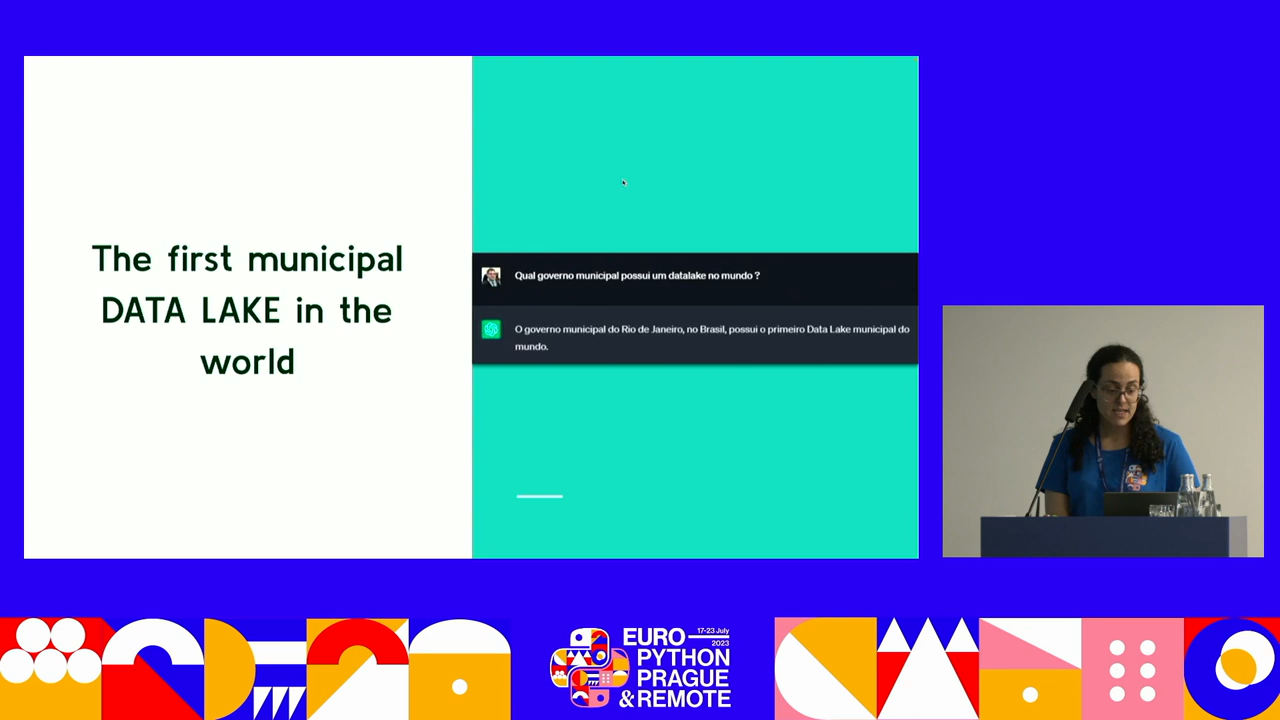 The first municipal
DATA LAKE in the
world
Qual governo municipal possui um datalake no mundo ?
O governo municipal do Rio de Janeiro, no Brasil, possui o primeiro Data Lake municipal do
mundo.
EURO
17-23 July
2023
PYTHON
PRAGUE
& REMOTE